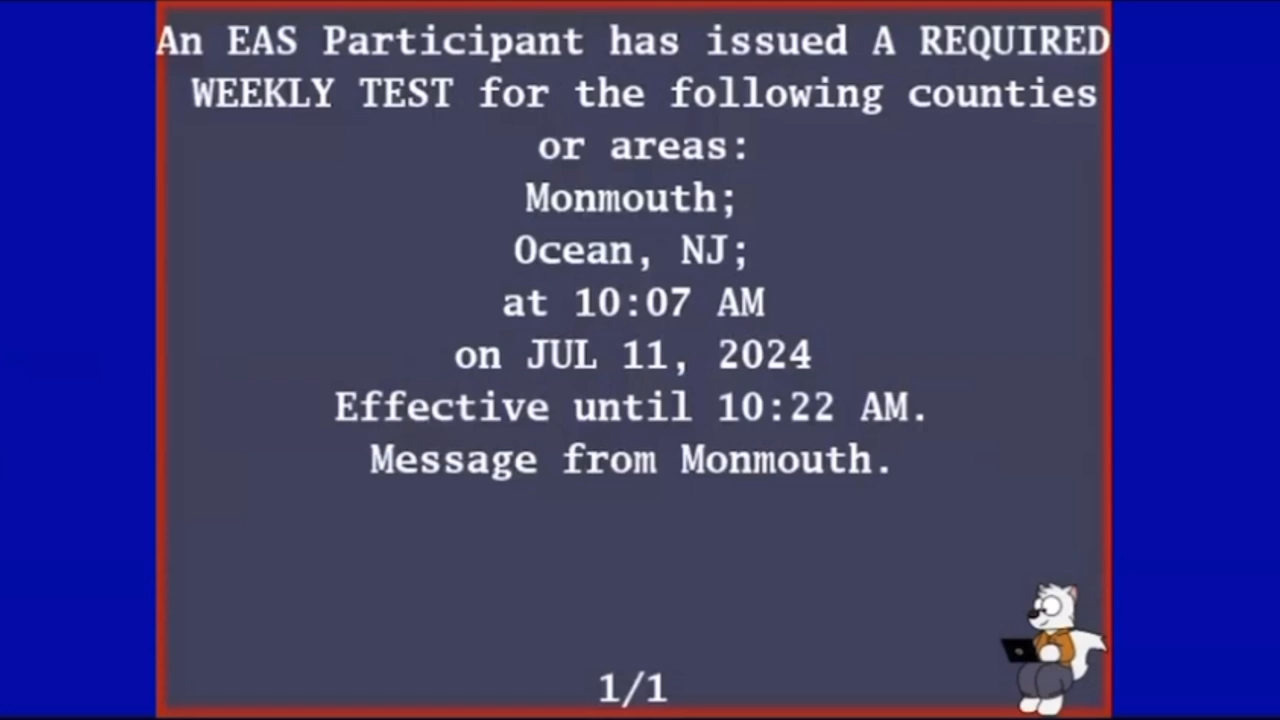 An EAS Participant has issued A REQUIRED
WEEKLY TEST for the following counties
or areas:
Monmouth;
Ocean, NJ;
at 10:07 AM
on JUL 11, 2024
Effective until 10:22 AM.
Message from Monmouth.
1/1